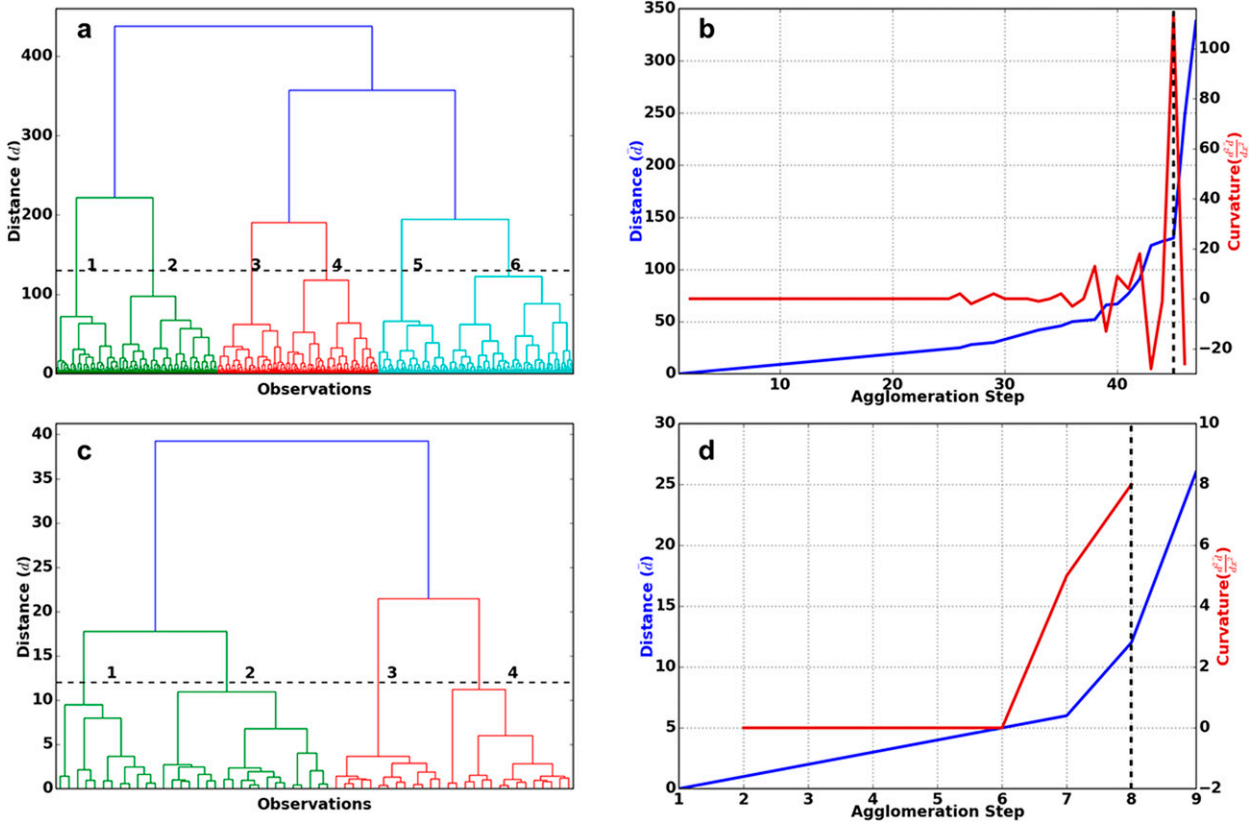 a
400
300
200
100
0
Distance (d)
1 2 3 4 5 6
Observations
b
350
300
250
200
150
100
50
0
Distance (d̄)
100
80
60
40
20
0
−20
Curvature(d²d/dx²)
10 20 30 40
Agglomeration Step
c
40
35
30
25
20
15
10
5
0
Distance (d)
1 2 3 4
Observations
d
30
25
20
15
10
5
0
Distance (d̄)
10
8
6
4
2
0
−2
Curvature(d²d/dx²)
1 2 3 4 5 6 7 8 9
Agglomeration Step